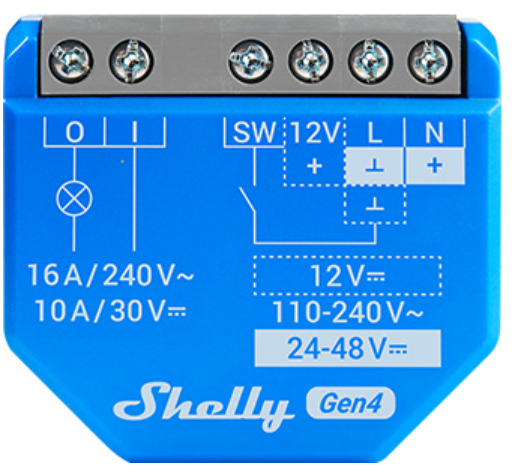 O I SW 12V L N
+ ⊥ +
⊥
16A/240V~
10A/30V⎓
12V⎓
110-240V~
24-48V⎓
Shelly Gen4